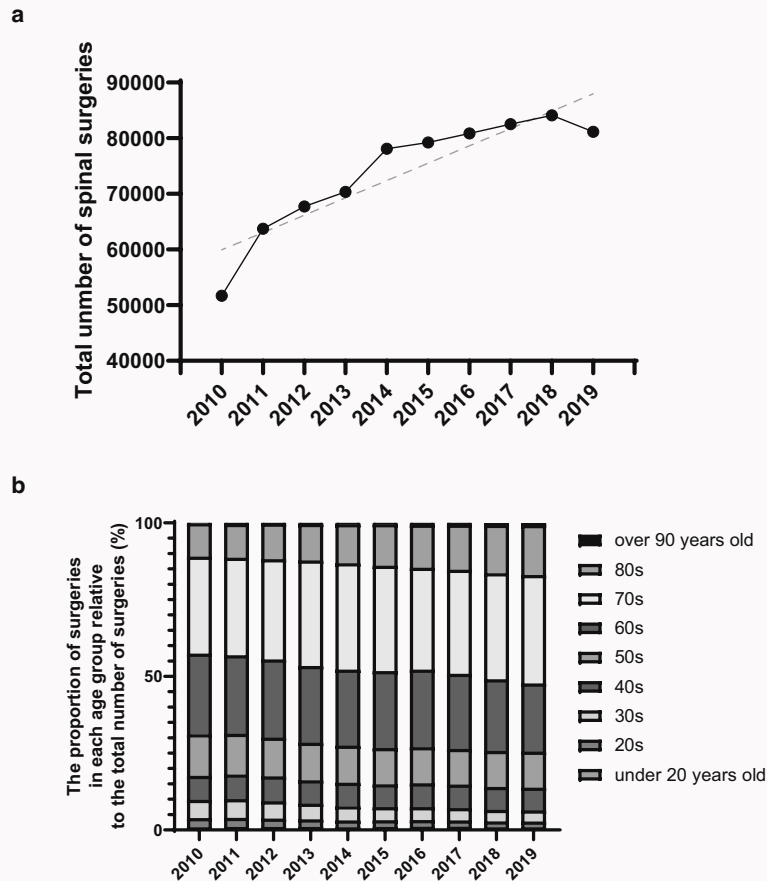 a
Total unmber of spinal surgeries
90000
80000
70000
60000
50000
40000
2010
2011
2012
2013
2014
2015
2016
2017
2018
2019
b
The proportion of surgeries
in each age group relative
to the total number of surgeries (%)
100
50
0
2010
2011
2012
2013
2014
2015
2016
2017
2018
2019
over 90 years old
80s
70s
60s
50s
40s
30s
20s
under 20 years old